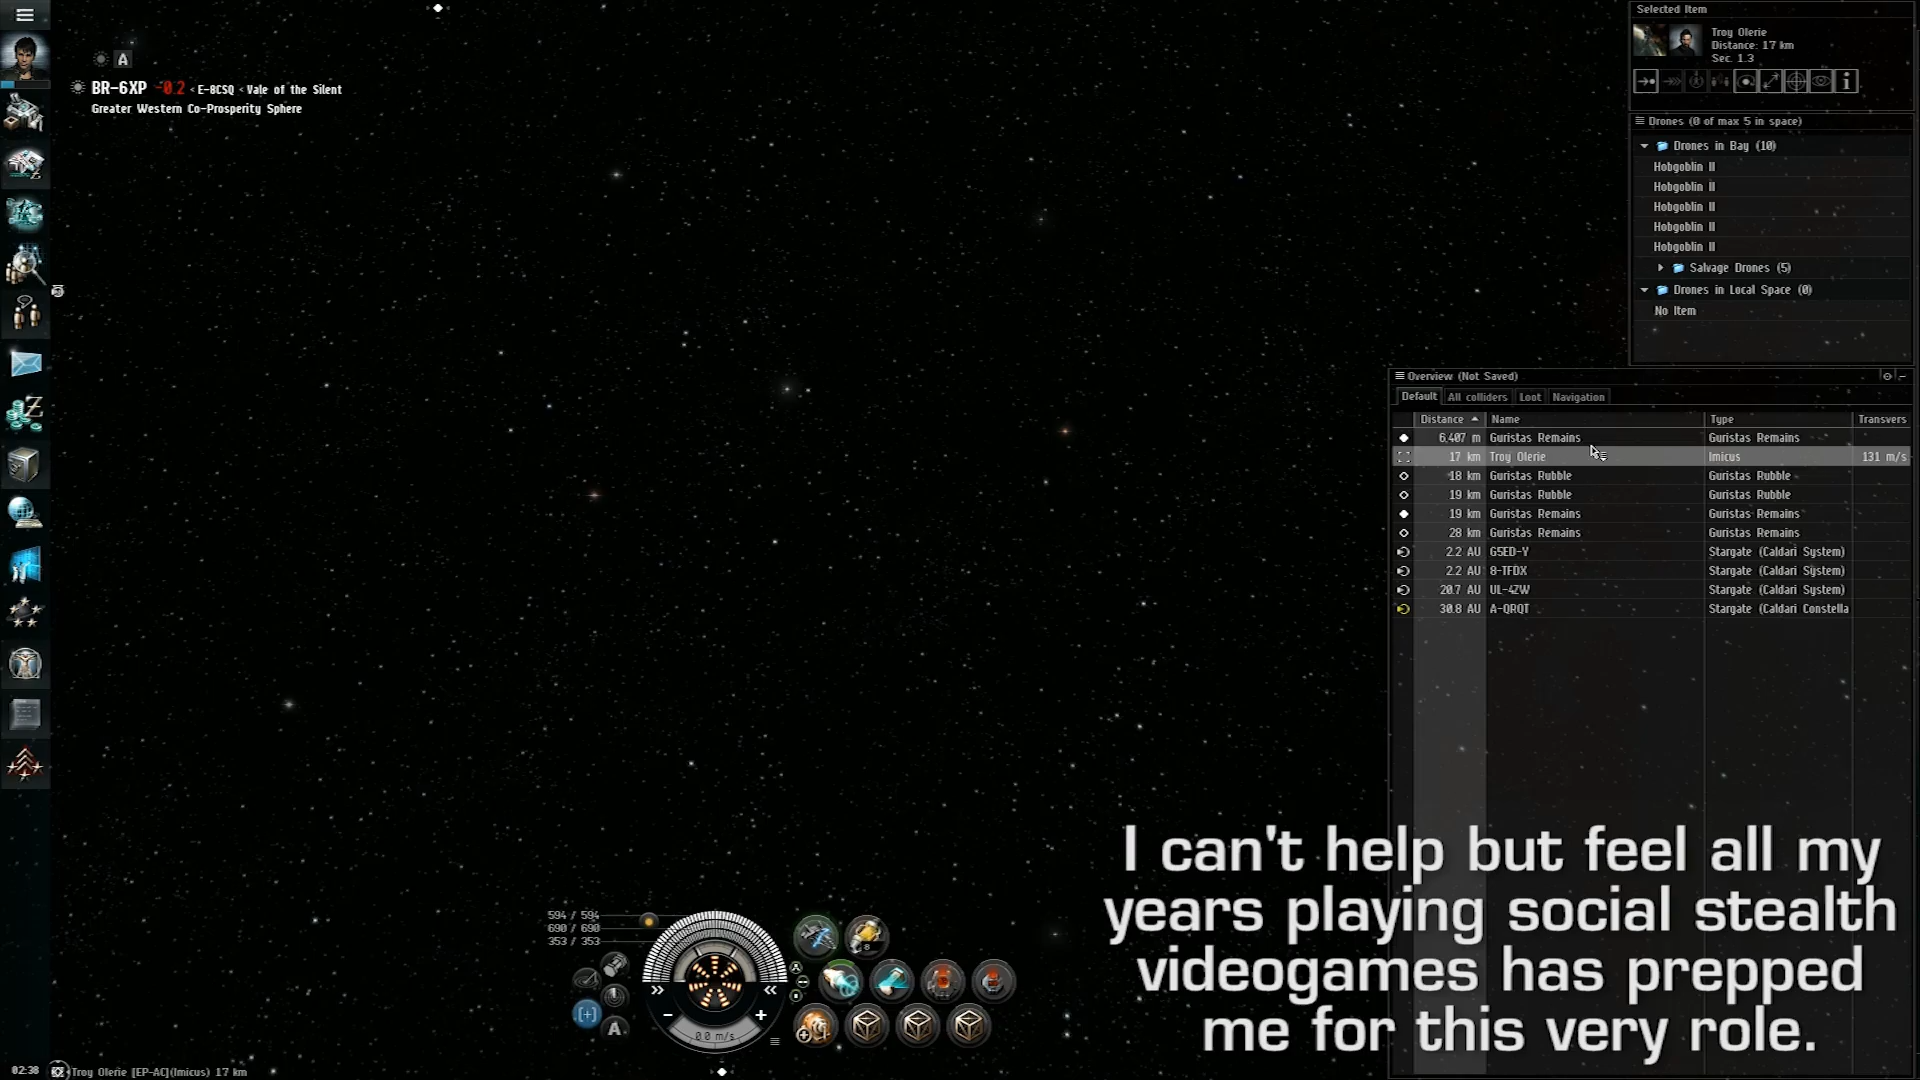 A
BR-6XP -0.2 < E-8CSQ < Vale of the Silent
Greater Western Co-Prosperity Sphere
Selected Item
Troy Olerie
Distance: 17 km
Sec. 1.3
Drones (0 of max 5 in space)
Drones in Bay (10)
Hobgoblin II
Hobgoblin II
Hobgoblin II
Hobgoblin II
Hobgoblin II
Salvage Drones (5)
Drones in Local Space (0)
No Item
Overview (Not Saved)
Default All colliders Loot Navigation
Distance Name Type Transvers
6,407 m Guristas Remains Guristas Remains
17 km Troy Olerie Imicus 131 m/s
18 km Guristas Rubble Guristas Rubble
19 km Guristas Rubble Guristas Rubble
19 km Guristas Remains Guristas Remains
28 km Guristas Remains Guristas Remains
2.2 AU G5ED-Y Stargate (Caldari System)
2.2 AU 8-TFDX Stargate (Caldari System)
20.7 AU UL-4ZW Stargate (Caldari System)
30.8 AU A-QRQT Stargate (Caldari Constella
I can't help but feel all my
years playing social stealth
videogames has prepped
me for this very role.
594 / 594
690 / 690
353 / 353
8
A
0.0 m/s
02:38 Troy Olerie [EP-AC](Imicus) 17 km